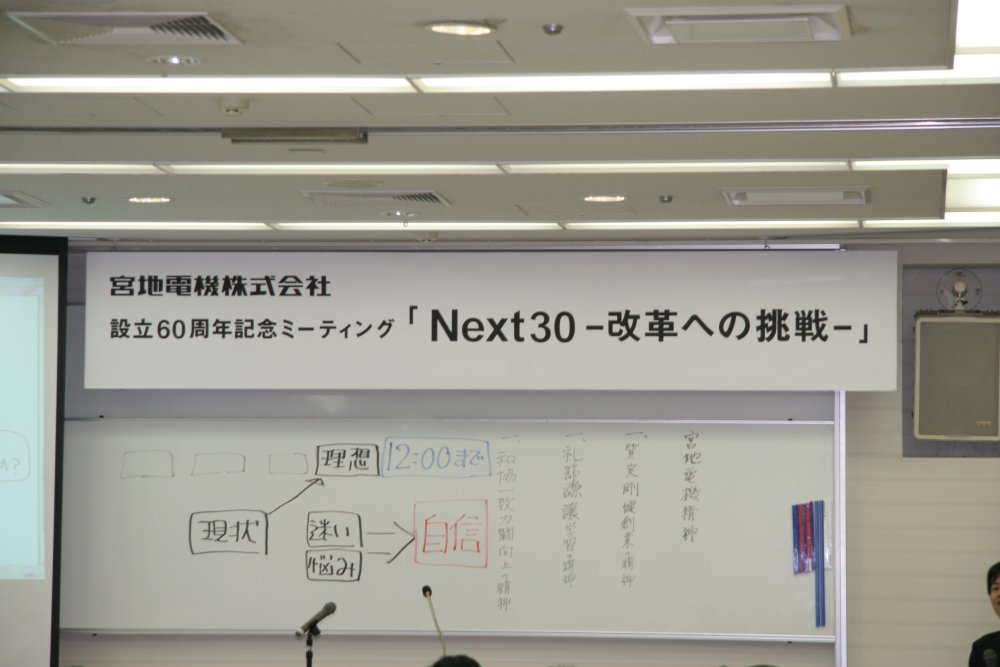 宮地電機株式会社
設立60周年記念ミーティング「Next30-改革への挑戦-」
理想
12:00まで
現状
迷い
悩み
自信
宮地電機精神
一、質実剛健創業の精神
一、礼節謙譲学習の精神
一、和協一致力闘向上の精神